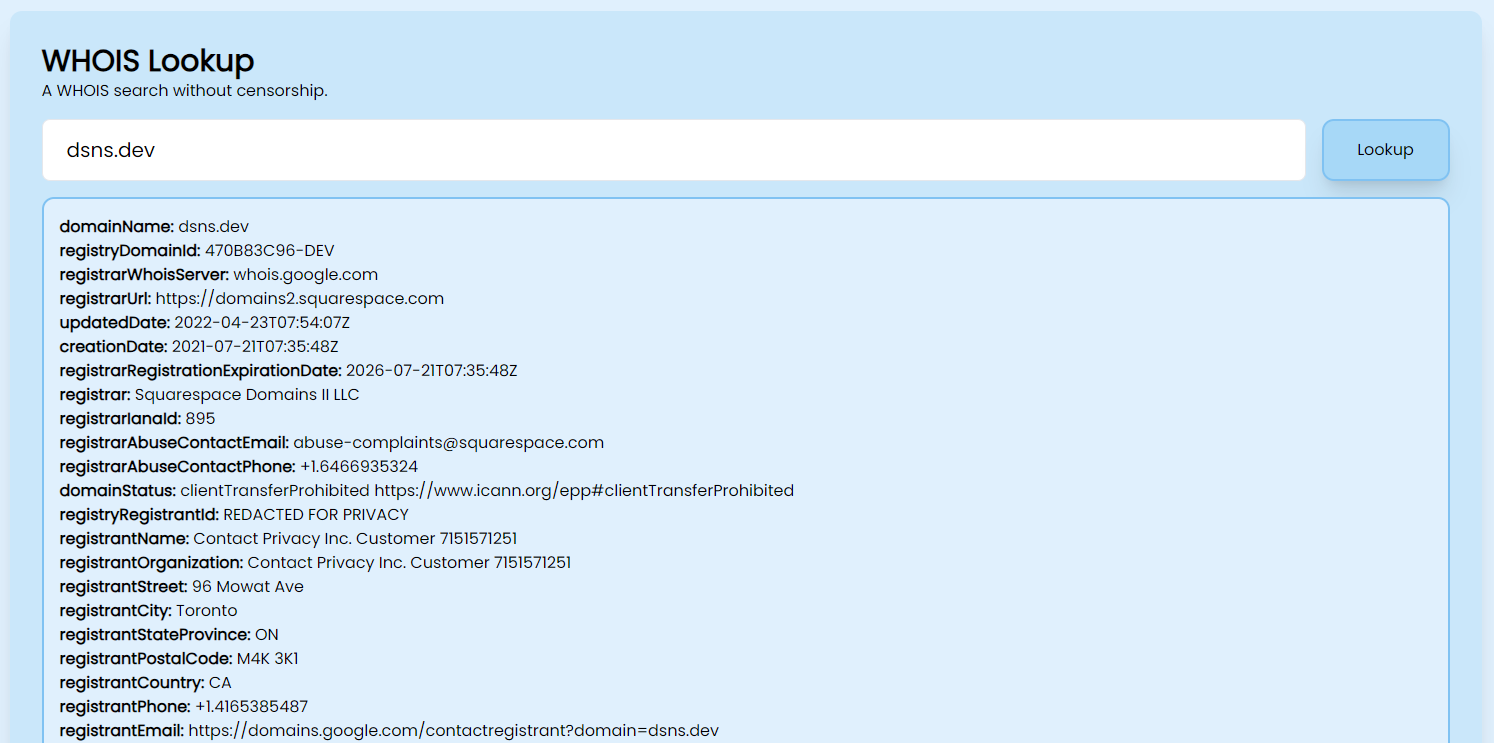 WHOIS Lookup
A WHOIS search without censorship.
dsns.dev
Lookup
domainName: dsns.dev
registryDomainId: 470B83C96-DEV
registrarWhoisServer: whois.google.com
registrarUrl: https://domains2.squarespace.com
updatedDate: 2022-04-23T07:54:07Z
creationDate: 2021-07-21T07:35:48Z
registrarRegistrationExpirationDate: 2026-07-21T07:35:48Z
registrar: Squarespace Domains II LLC
registrarIanaId: 895
registrarAbuseContactEmail: abuse-complaints@squarespace.com
registrarAbuseContactPhone: +1.6466935324
domainStatus: clientTransferProhibited https://www.icann.org/epp#clientTransferProhibited
registryRegistrantId: REDACTED FOR PRIVACY
registrantName: Contact Privacy Inc. Customer 7151571251
registrantOrganization: Contact Privacy Inc. Customer 7151571251
registrantStreet: 96 Mowat Ave
registrantCity: Toronto
registrantStateProvince: ON
registrantPostalCode: M4K 3K1
registrantCountry: CA
registrantPhone: +1.4165385487
registrantEmail: https://domains.google.com/contactregistrant?domain=dsns.dev